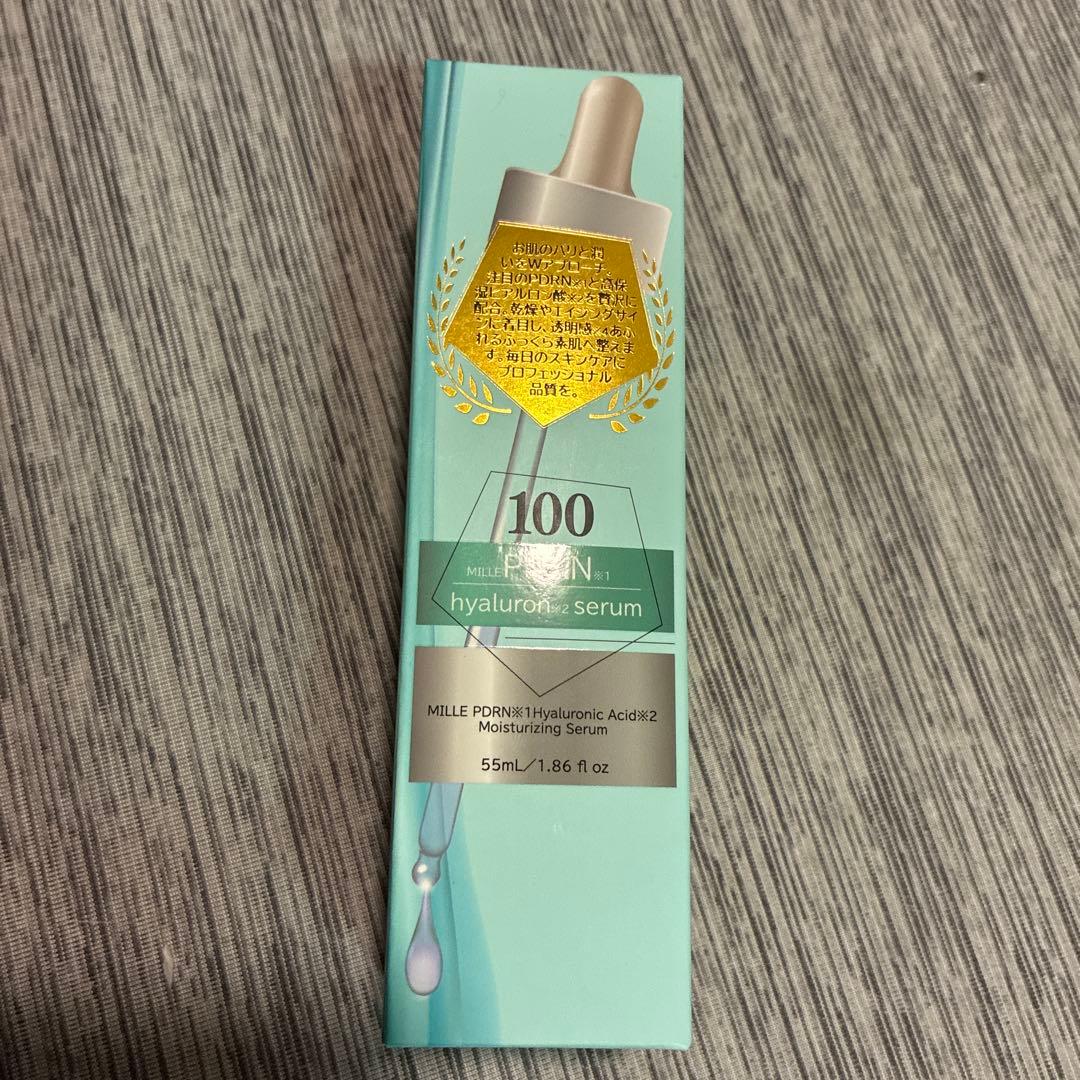 お肌のハリと潤
いをWアプローチ。
注目のPDRN※1と高保
湿ヒアルロン酸※2を贅沢に
配合。乾燥やエイジングサイ
ンに着目し、透明感※4あふ
れるふっくら素肌へ整えま
す。毎日のスキンケアに
プロフェッショナル
品質を。
100
MILLE PDRN※1
hyaluron※2 serum
MILLE PDRN※1Hyaluronic Acid※2
Moisturizing Serum
55mL/1.86 fl oz